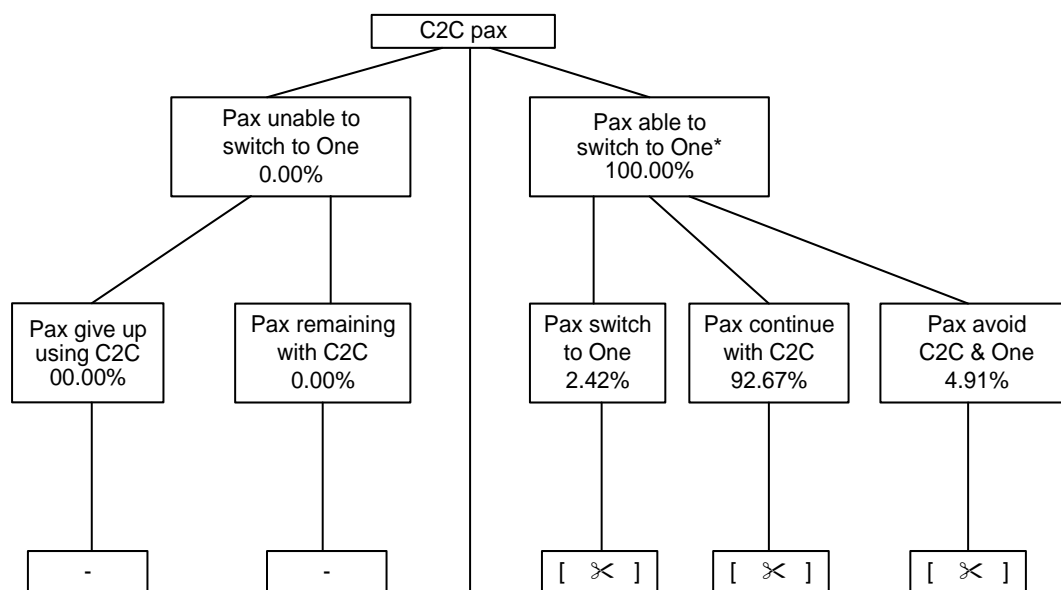 C2C pax
Pax unable to
switch to One
0.00%
Pax able to
switch to One*
100.00%
Pax give up
using C2C
00.00%
Pax remaining
with C2C
0.00%
Pax switch
to One
2.42%
Pax continue
with C2C
92.67%
Pax avoid
C2C & One
4.91%
-
-
[ ✂ ]
[ ✂ ]
[ ✂ ]